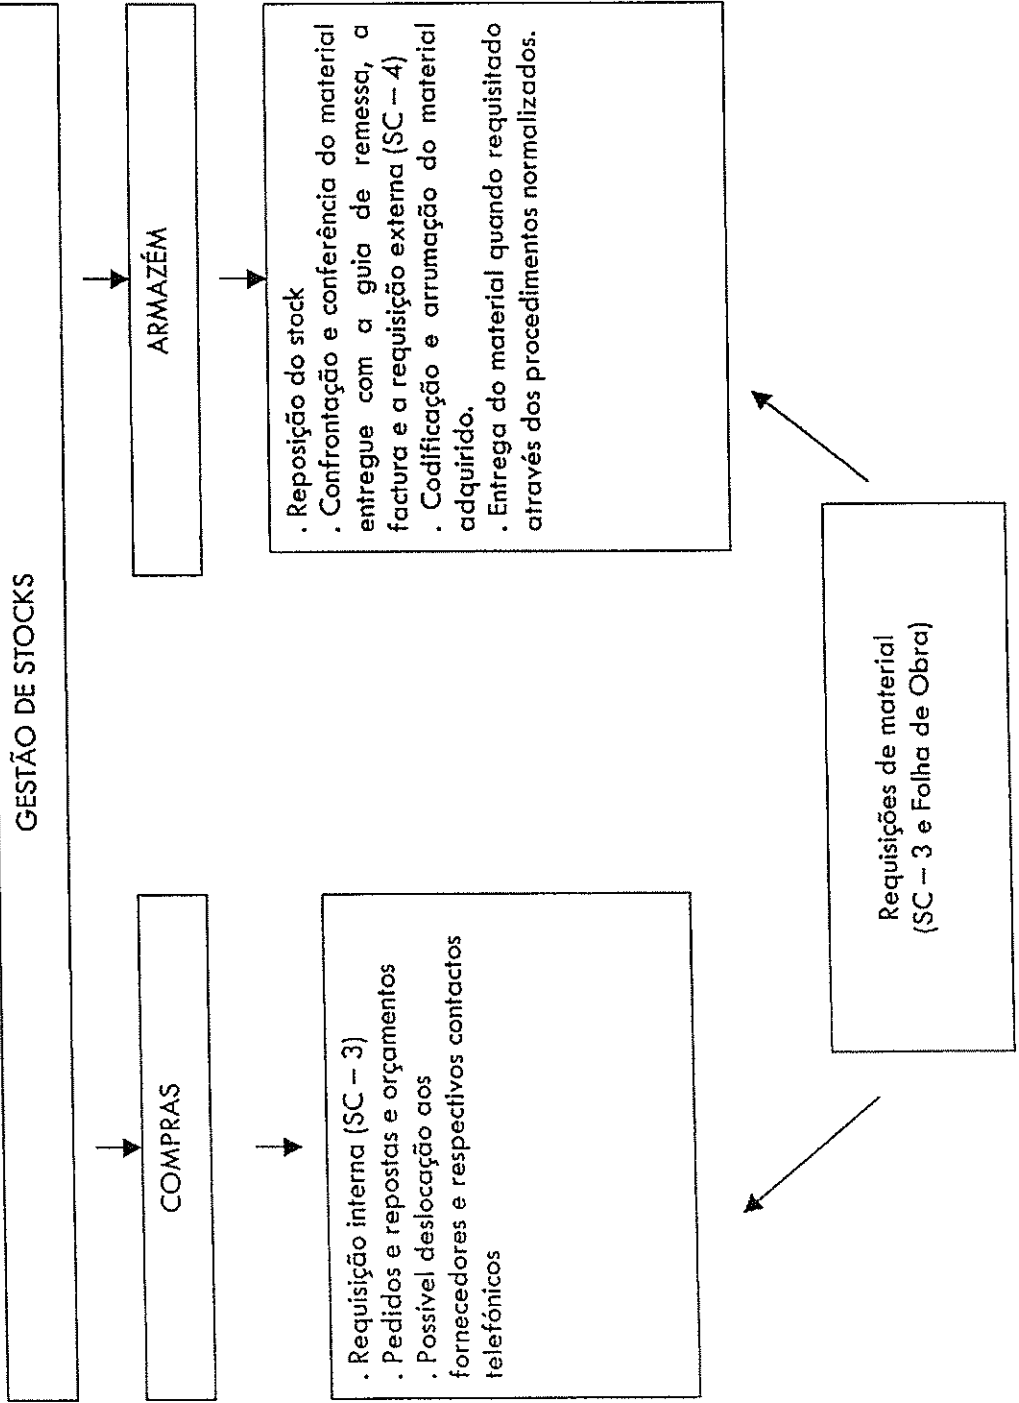 GESTÃO DE STOCKS
COMPRAS
. Requisição interna (SC – 3)
. Pedidos e repostas e orçamentos
. Possivel deslocação aos
fornecedores e respectivos contactos
telefónicos
ARMAZÉM
. Reposição do stock
. Confrontação e conferência do material
entregue com a guia de remessa, a
factura e a requisição externa (SC – 4)
. Codificação e arrumação do material
adquirido.
. Entrega do material quando requisitado
através dos procedimentos normalizados.
Requisições de material
(SC – 3 e Folha de Obra)